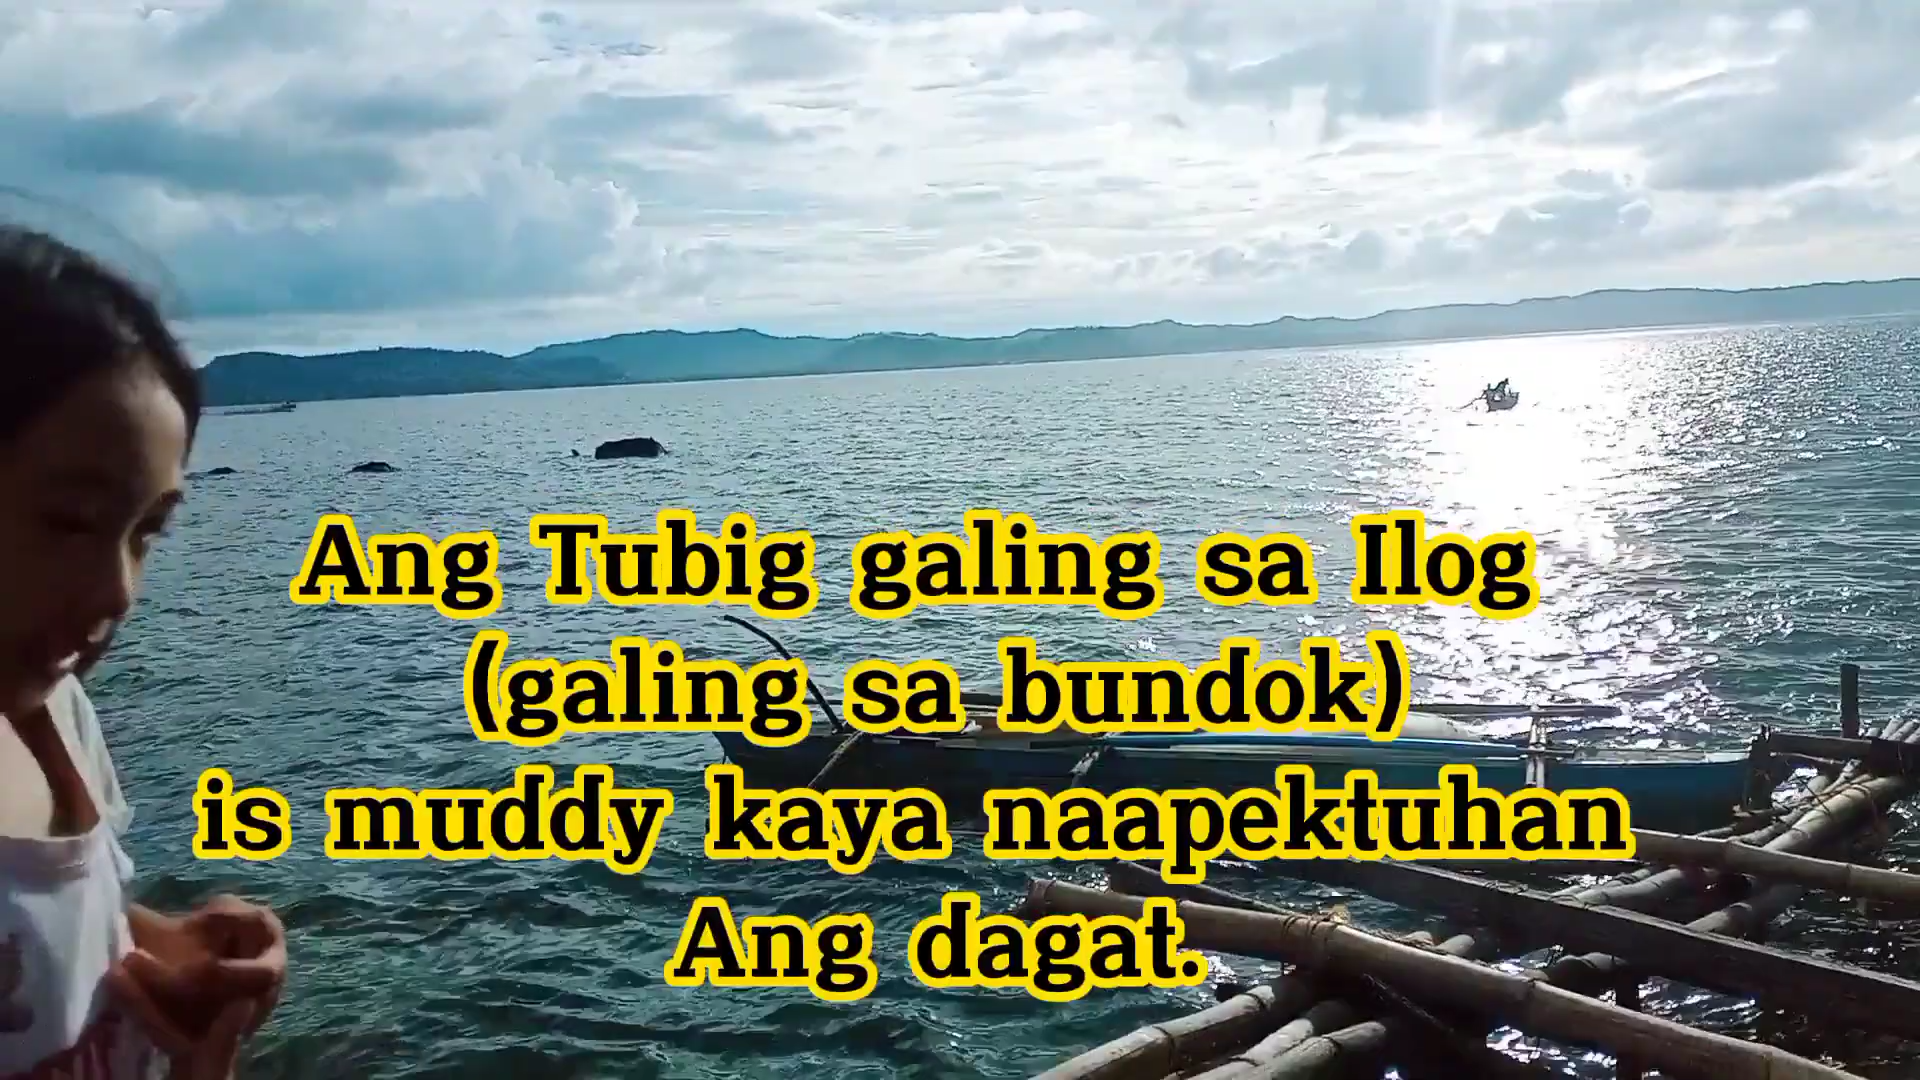 Ang Tubig galing sa Ilog
(galing sa bundok)
is muddy kaya naapektuhan
Ang dagat.